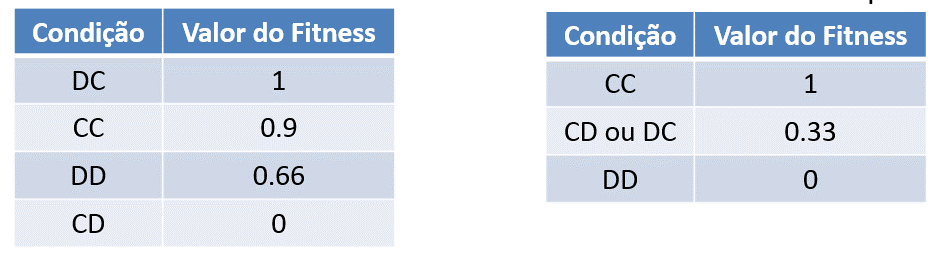 Condição Valor do Fitness
DC 1
CC 0.9
DD 0.66
CD 0
Condição Valor do Fitness
CC 1
CD ou DC 0.33
DD 0